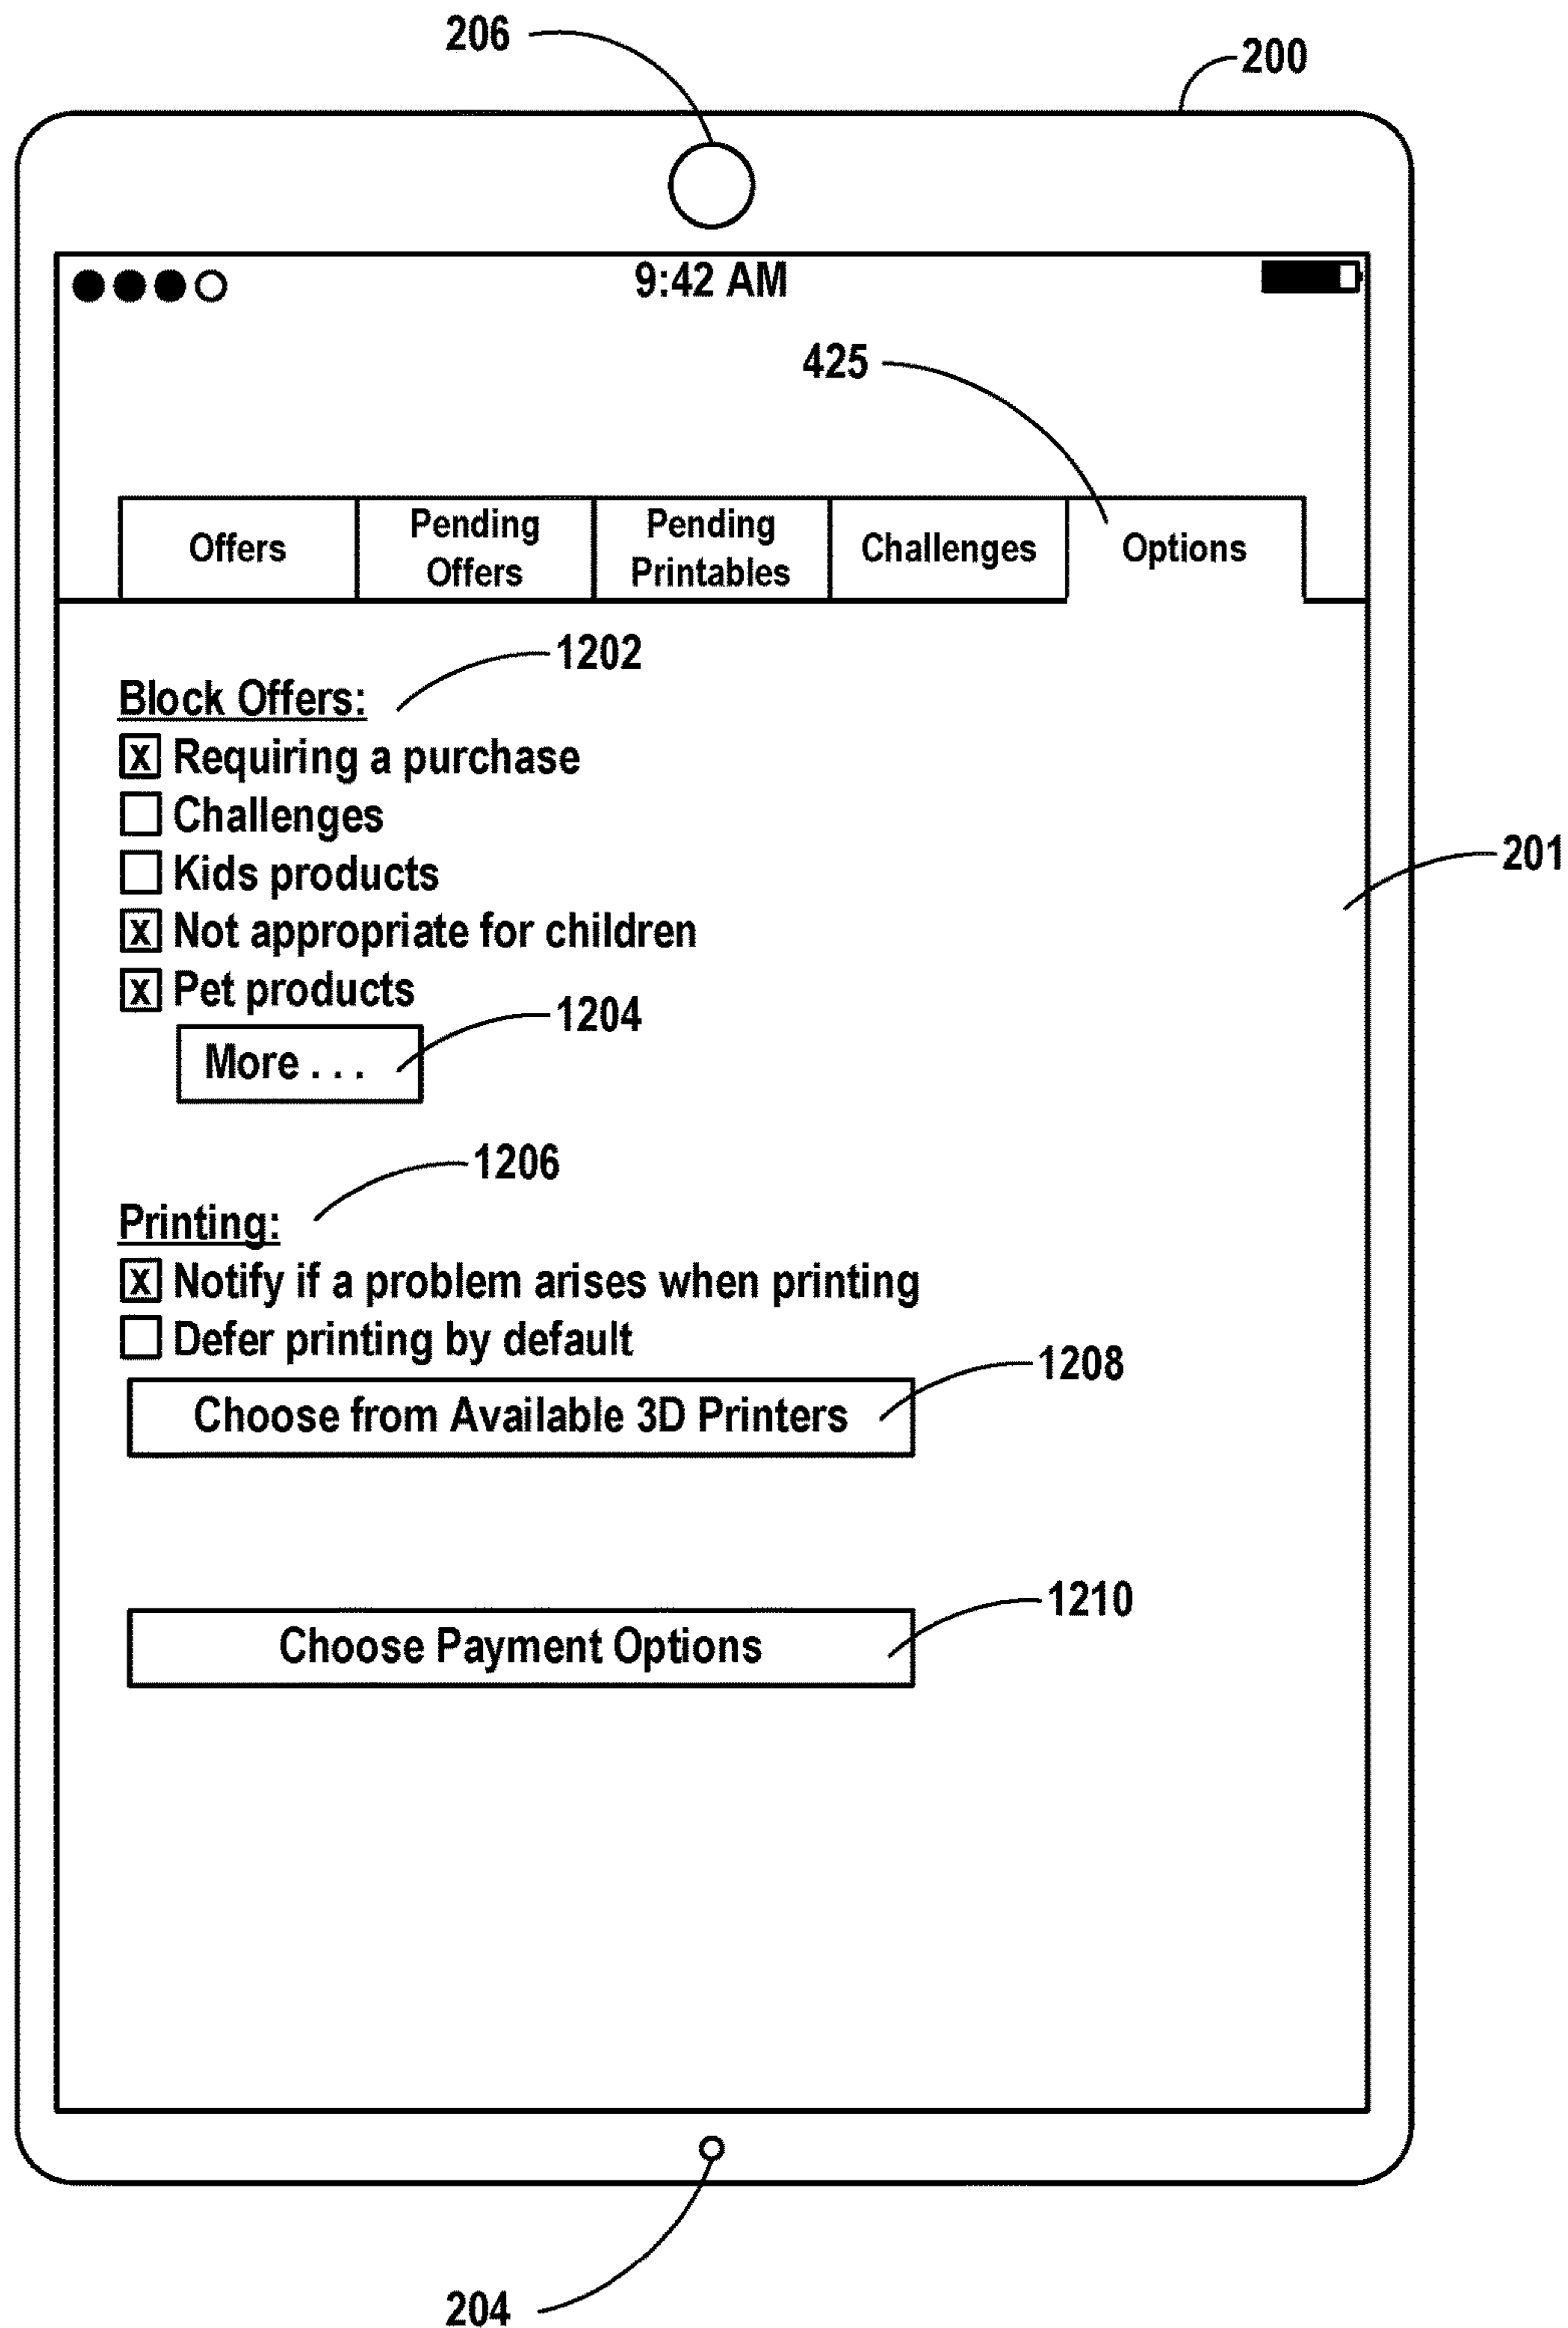 206
200
9:42 AM
425
Offers
Pending
Offers
Pending
Printables
Challenges
Options
1202
Block Offers:
x Requiring a purchase
Challenges
Kids products
201
x Not appropriate for children
x Pet products
1204
More . . .
1206
Printing:
x Notify if a problem arises when printing
Defer printing by default
1208
Choose from Available 3D Printers
1210
Choose Payment Options
204